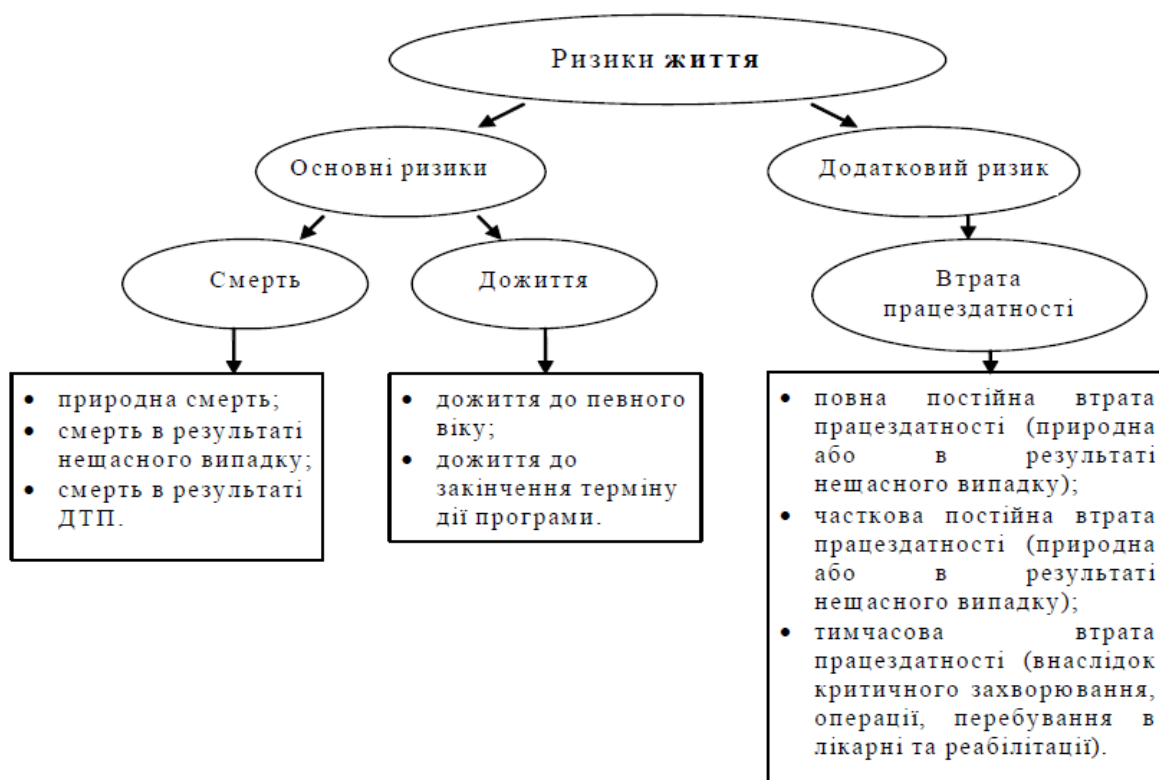 Ризики життя
Основні ризики
Додатковий ризик
Смерть
Дожиття
Втрата
працездатності
• природна смерть;
• смерть в результаті
нещасного випадку;
• смерть в результаті
ДТП.
• дожиття до певного
віку;
• дожиття до
закінчення терміну
дії програми.
• повна постійна втрата
працездатності (природна
або в результаті
нещасного випадку);
• часткова постійна втрата
працездатності (природна
або в результаті
нещасного випадку);
• тимчасова втрата
працездатності (внаслідок
критичного захворювання,
операції, перебування в
лікарні та реабілітації).